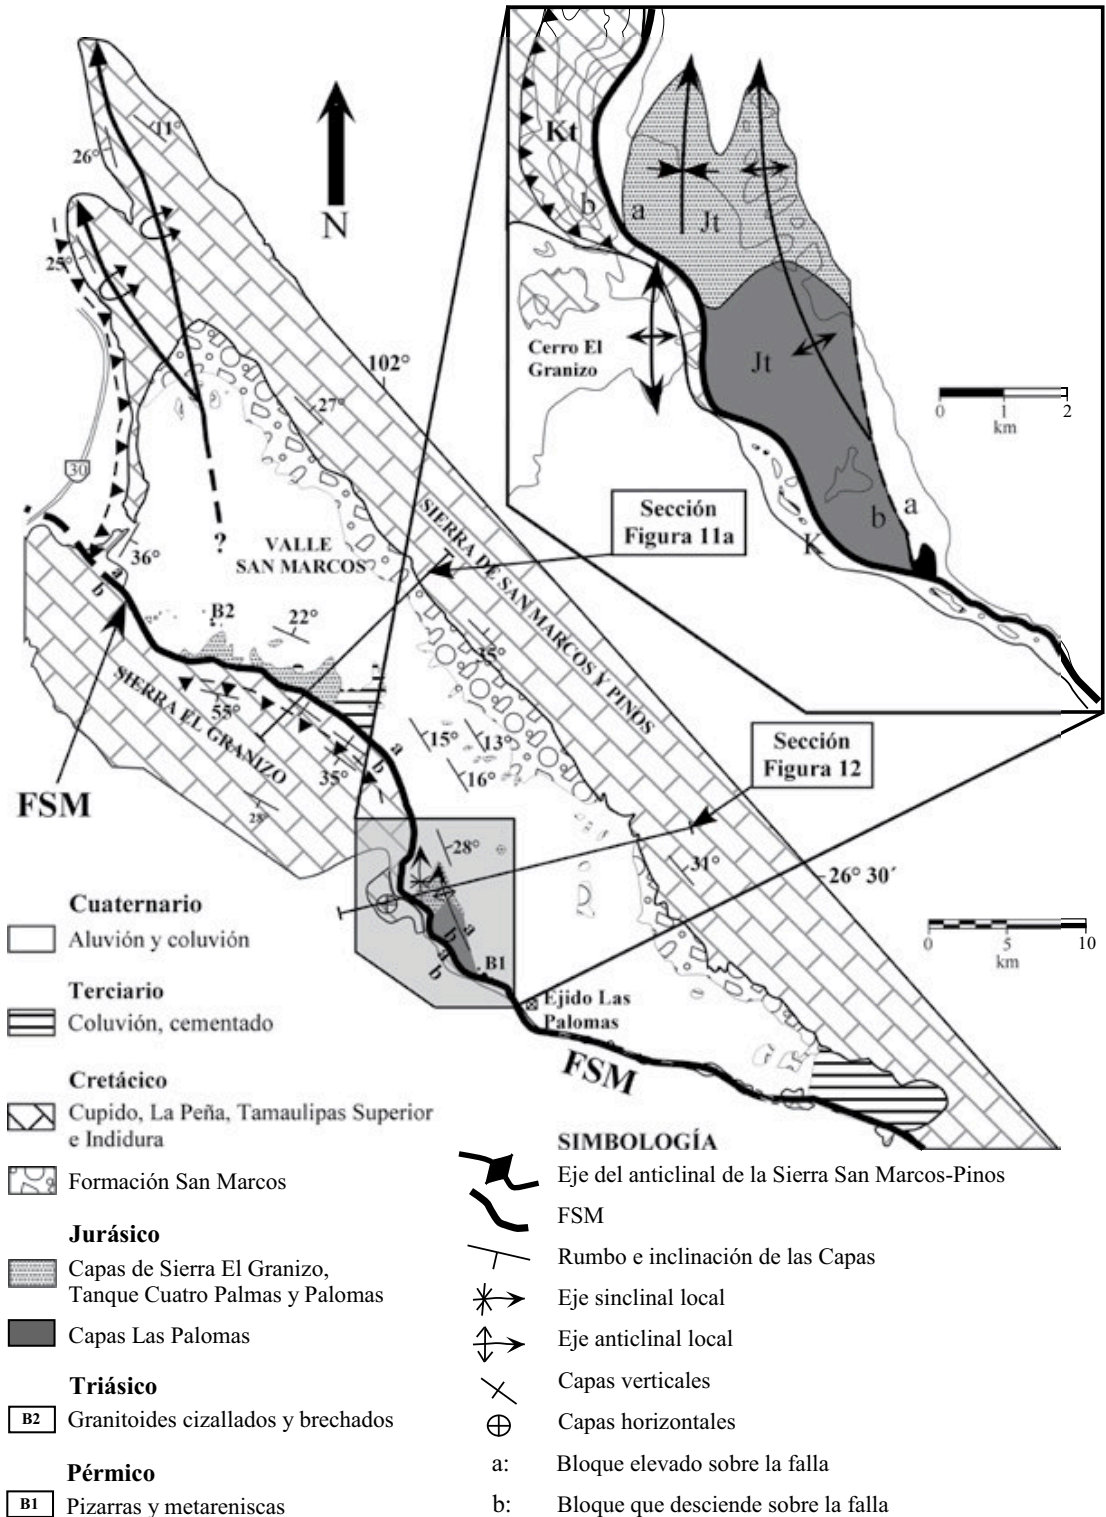 11°
26°
N
25°
30
102°
27°
36°
?
VALLE
SAN MARCOS
B2
22°
a
b
SIERRA DE SAN MARCOS Y PINOS
35°
SIERRA EL GRANIZO
55°
35°
a
b
15°
13°
16°
28°
FSM
28°
a
b
a
b
B1
31°
26° 30´
Ejido Las
Palomas
FSM
0 5 10
km
Kt
b
a
Jt
Cerro El
Granizo
Jt
b
a
K
0 1 2
km
Sección
Figura 11a
Sección
Figura 12
Cuaternario
Aluvión y coluvión
Terciario
Coluvión, cementado
Cretácico
Cupido, La Peña, Tamaulipas Superior
e Indidura
Formación San Marcos
Jurásico
Capas de Sierra El Granizo,
Tanque Cuatro Palmas y Palomas
Capas Las Palomas
Triásico
B2 Granitoides cizallados y brechados
Pérmico
B1 Pizarras y metareniscas
SIMBOLOGÍA
Eje del anticlinal de la Sierra San Marcos-Pinos
FSM
Rumbo e inclinación de las Capas
Eje sinclinal local
Eje anticlinal local
Capas verticales
Capas horizontales
a: Bloque elevado sobre la falla
b: Bloque que desciende sobre la falla